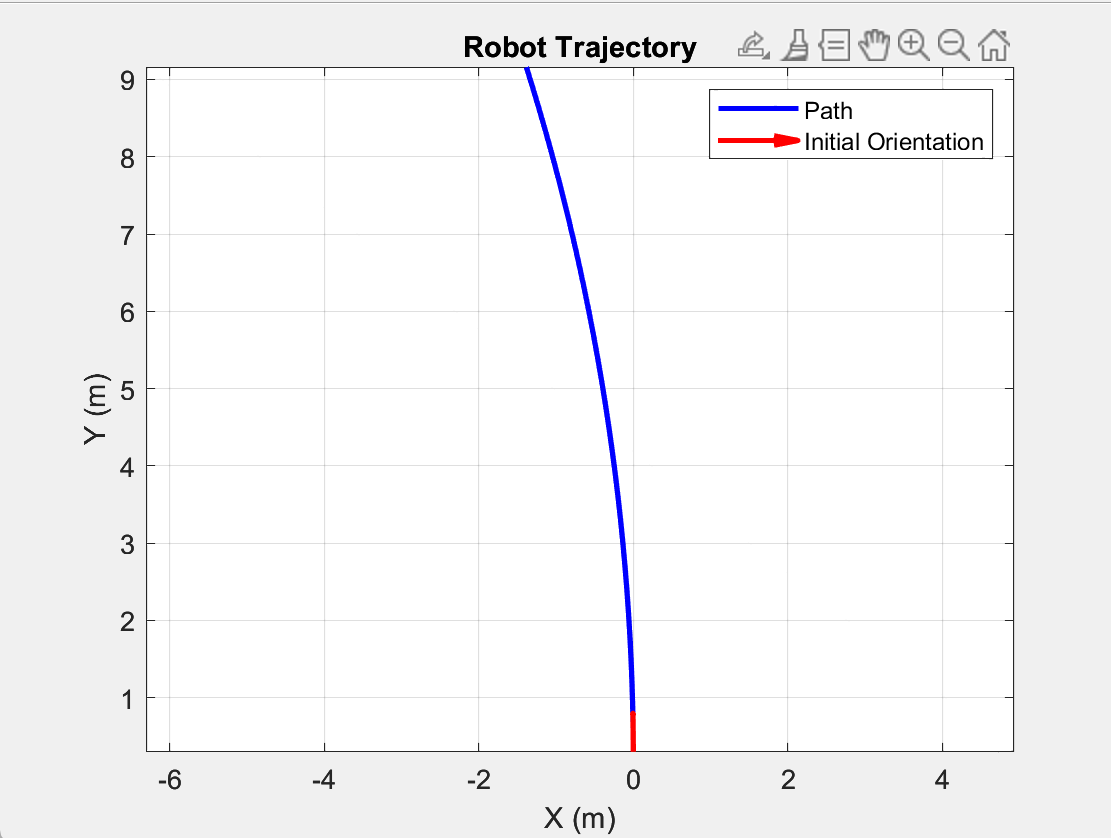 Robot Trajectory
Path
Initial Orientation
9
8
7
6
5
4
3
2
1
Y (m)
-6 -4 -2 0 2 4
X (m)